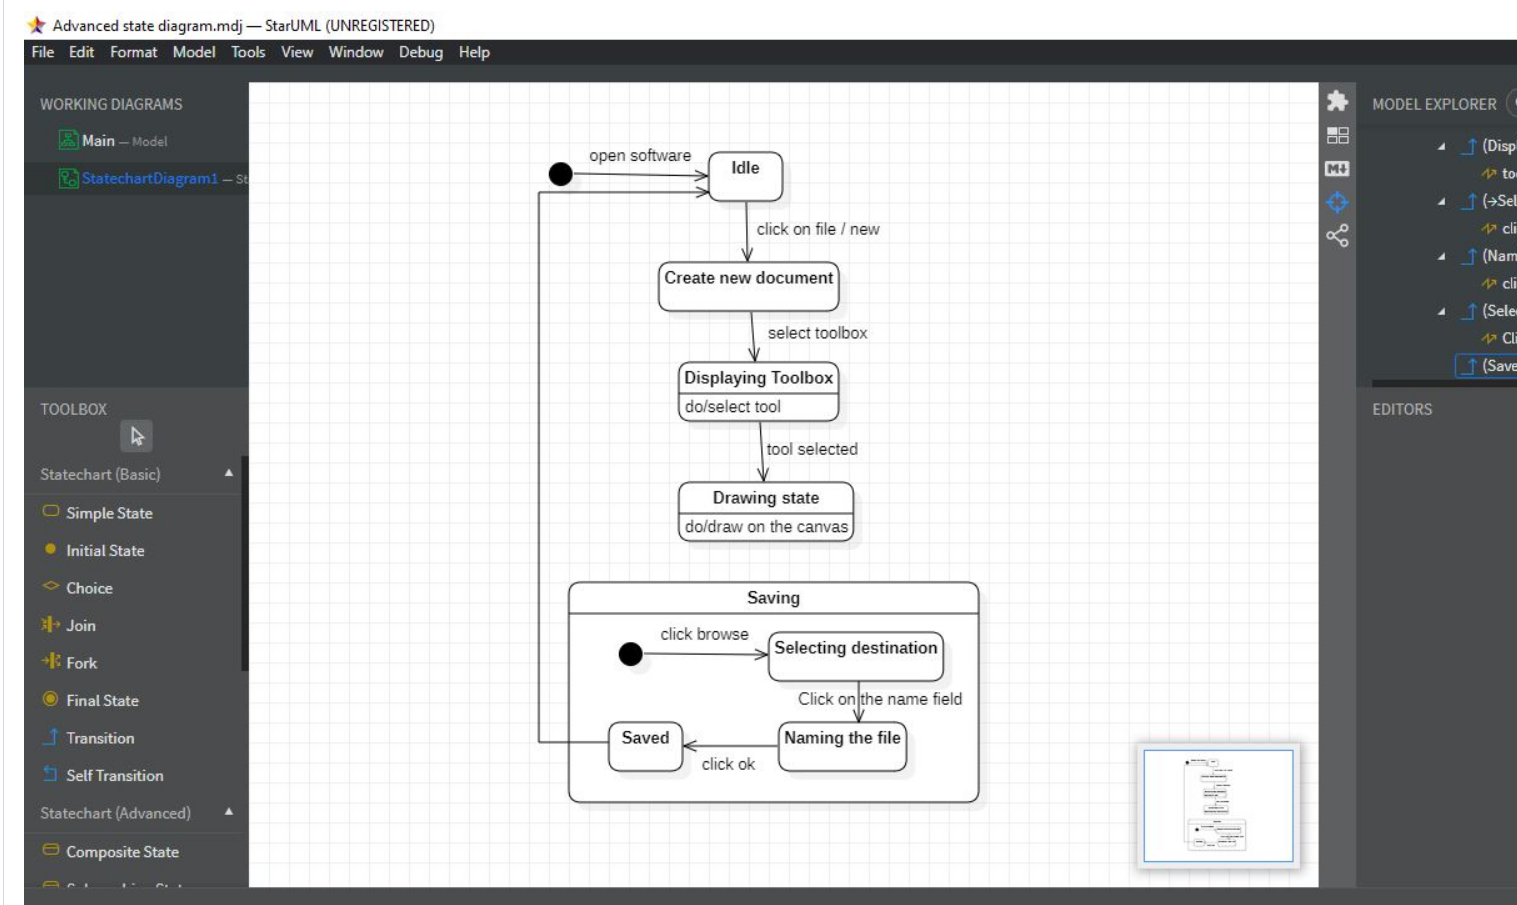 Advanced state diagram.mdj — StarUML (UNREGISTERED)
File Edit Format Model Tools View Window Debug Help
WORKING DIAGRAMS
Main — Model
StatechartDiagram1 — St
TOOLBOX
Statechart (Basic)
Simple State
Initial State
Choice
Join
Fork
Final State
Transition
Self Transition
Statechart (Advanced)
Composite State
open software
Idle
click on file / new
Create new document
select toolbox
Displaying Toolbox
do/select tool
tool selected
Drawing state
do/draw on the canvas
Saving
click browse
Selecting destination
Click on the name field
Saved
Naming the file
click ok
MODEL EXPLORER
(Disp
too
(→Sel
cli
(Nam
cli
(Selec
Cli
(Save
EDITORS